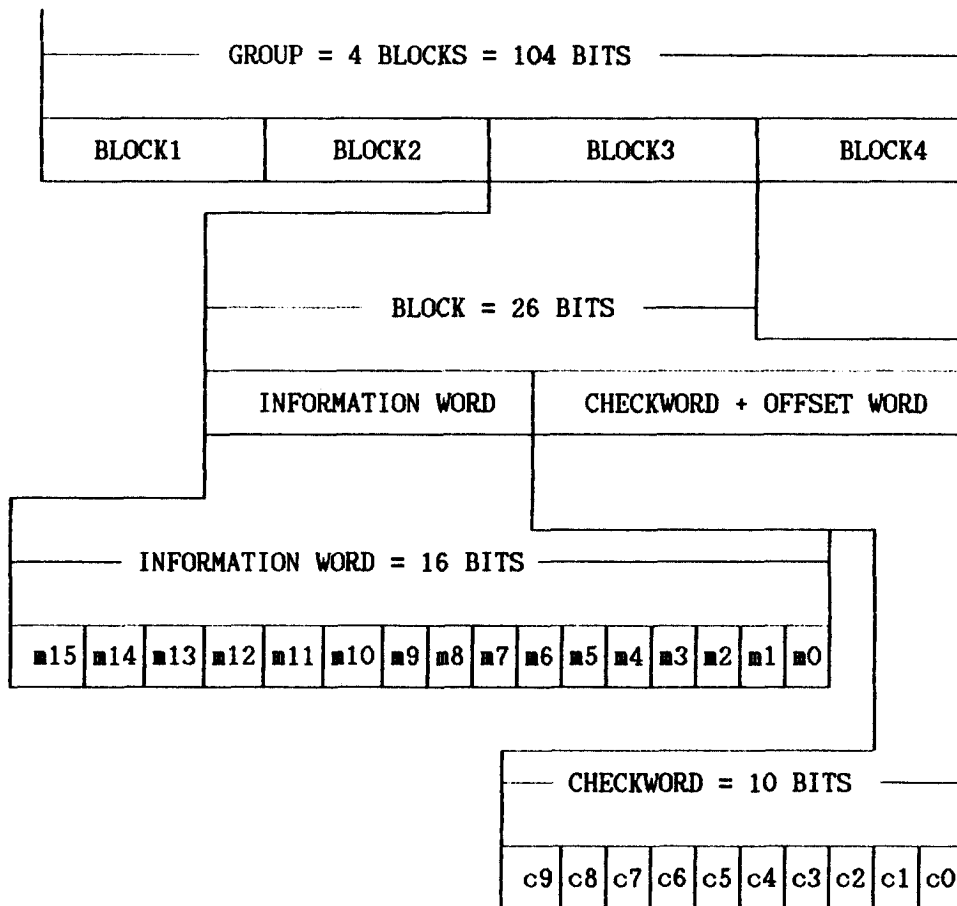 GROUP = 4 BLOCKS = 104 BITS
BLOCK1 BLOCK2 BLOCK3 BLOCK4
BLOCK = 26 BITS
INFORMATION WORD CHECKWORD + OFFSET WORD
INFORMATION WORD = 16 BITS
m15 m14 m13 m12 m11 m10 m9 m8 m7 m6 m5 m4 m3 m2 m1 m0
CHECKWORD = 10 BITS
c9 c8 c7 c6 c5 c4 c3 c2 c1 c0